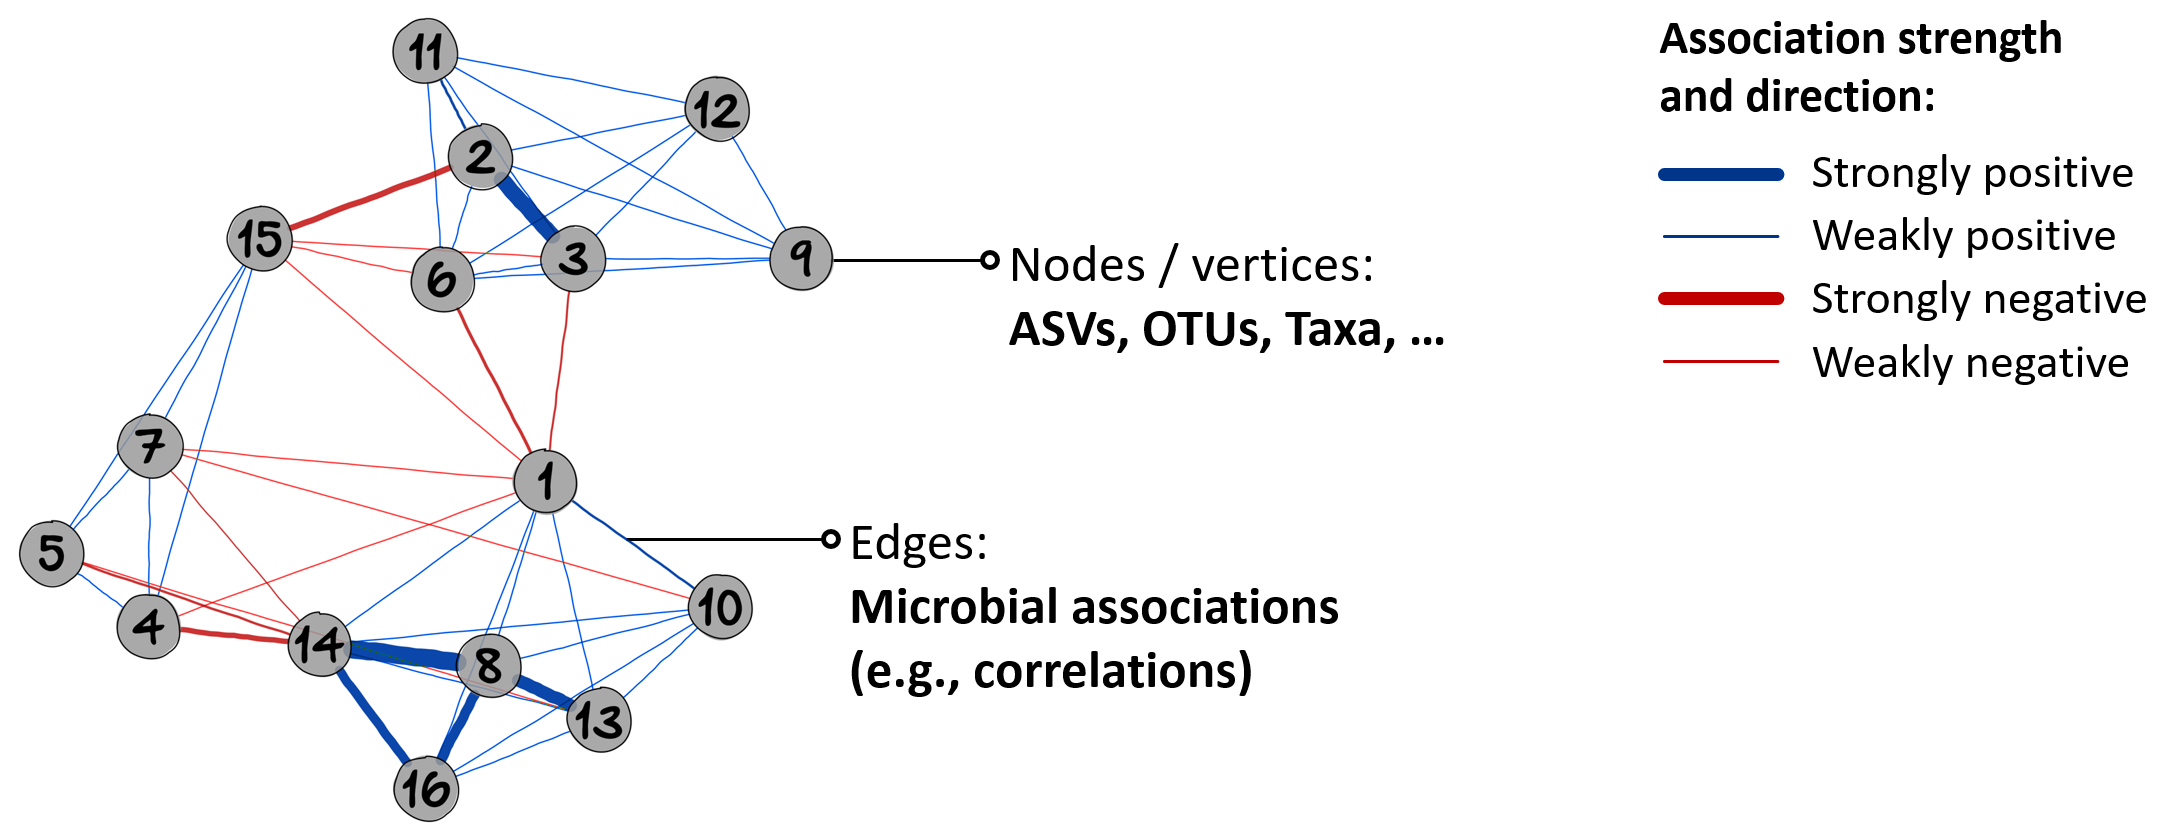 11
12
2
15
6
3
9
Nodes / vertices:
ASVs, OTUs, Taxa, ...
7
1
5
4
14
8
10
13
16
Edges:
Microbial associations
(e.g., correlations)
Association strength
and direction:
Strongly positive
Weakly positive
Strongly negative
Weakly negative